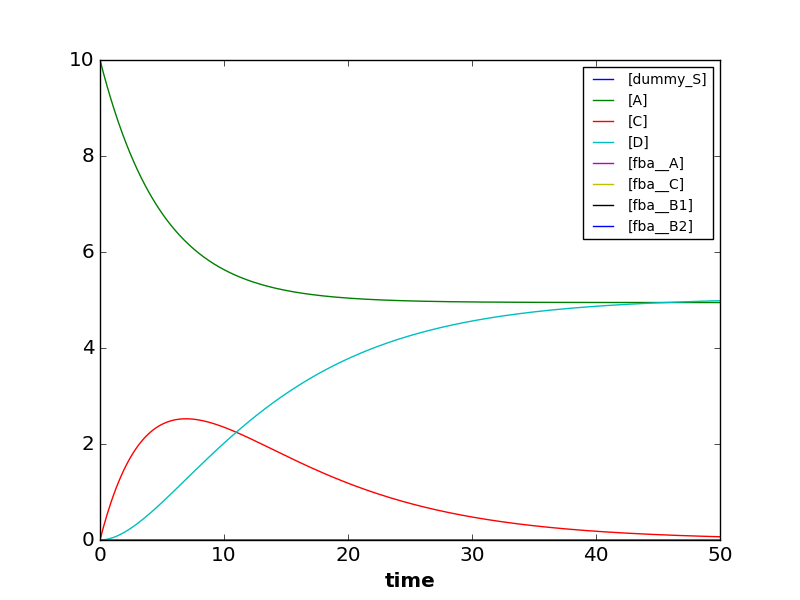 10
8
6
4
2
0
0
10
20
30
40
50
time
[dummy_S]
[A]
[C]
[D]
[fba__A]
[fba__C]
[fba__B1]
[fba__B2]